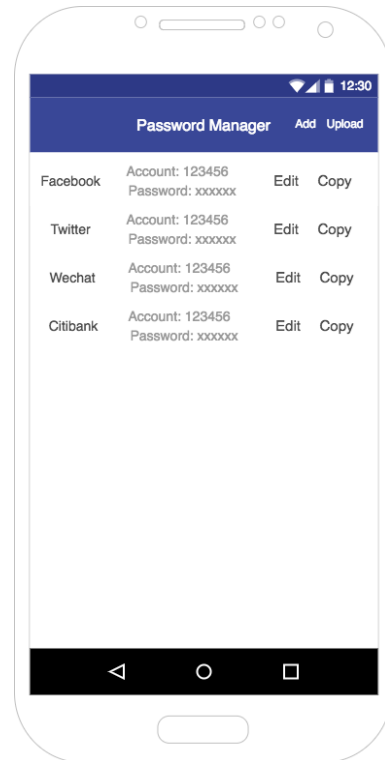 12:30
Password Manager Add Upload
Facebook Account: 123456 Edit Copy
Password: xxxxxx
Twitter Account: 123456 Edit Copy
Password: xxxxxx
Wechat Account: 123456 Edit Copy
Password: xxxxxx
Citibank Account: 123456 Edit Copy
Password: xxxxxx